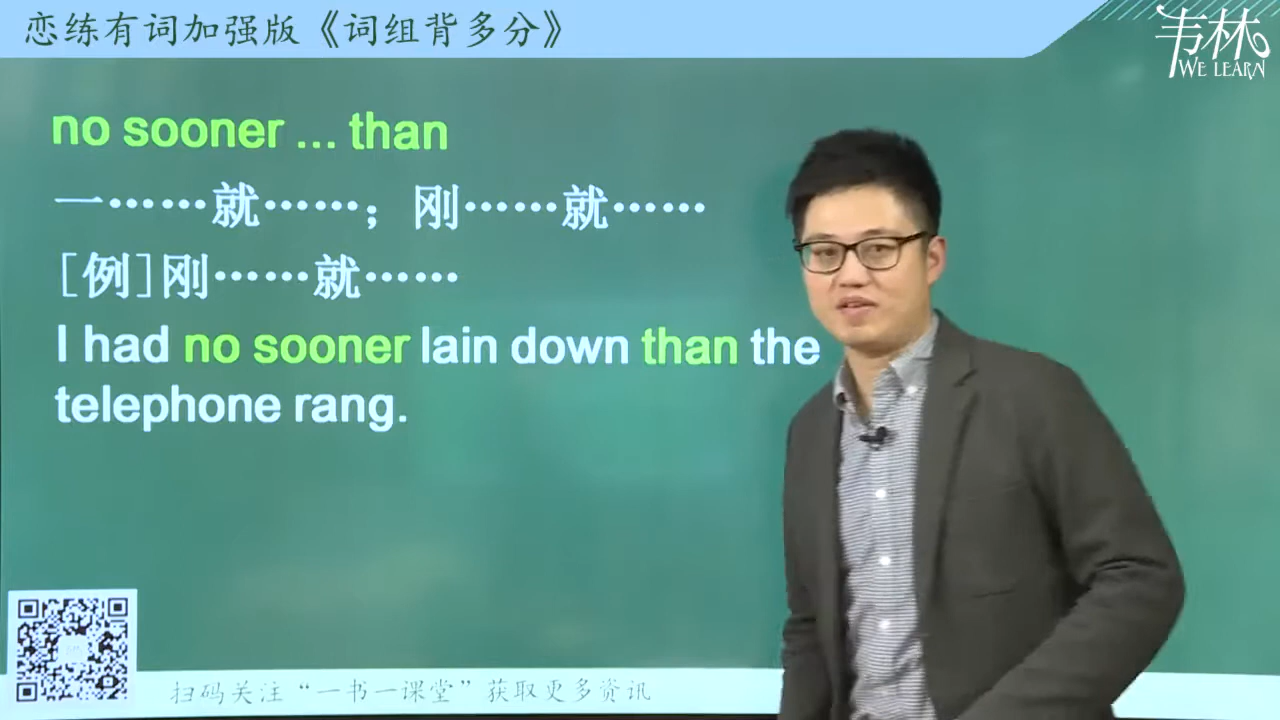 恋练有词加强版《词组背多分》
韦林
WE LEARN
no sooner ... than
一……就……；刚……就……
[例]刚……就……
I had no sooner lain down than the
telephone rang.
扫码关注“一书一课堂”获取更多资讯